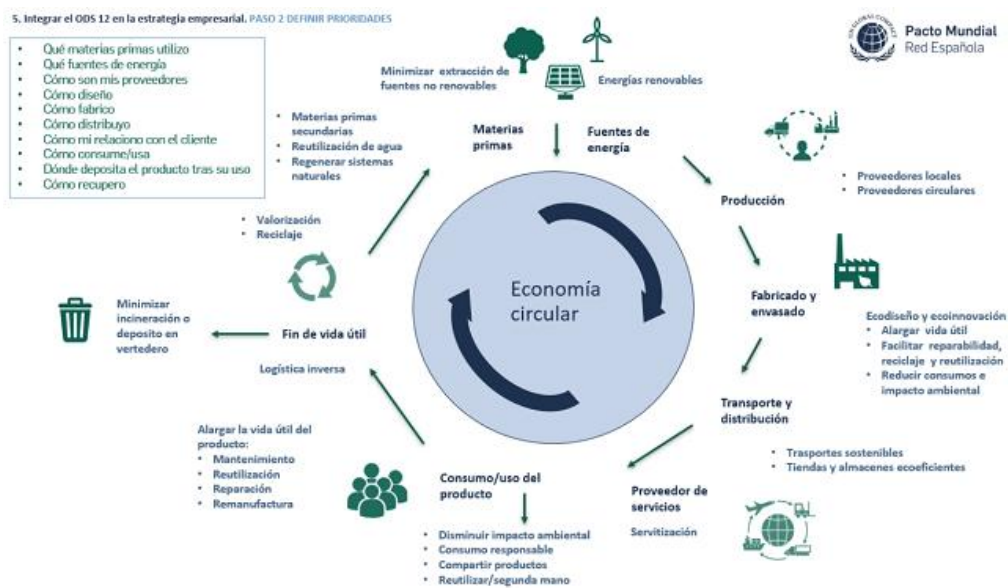 5. Integrar el ODS 12 en la estrategia empresarial. PASO 2 DEFINIR PRIORIDADES
UN GLOBAL COMPACT
Pacto Mundial
Red Española
• Qué materias primas utilizo
• Qué fuentes de energía
• Cómo son mis proveedores
• Cómo diseño
• Cómo fabrico
• Cómo distribuyo
• Cómo mi relaciono con el cliente
• Cómo consume/usa
• Dónde deposita el producto tras su uso
• Cómo recupero
Minimizar extracción de
fuentes no renovables
Energías renovables
• Materias primas
secundarias
• Reutilización de agua
• Regenerar sistemas
naturales
Materias
primas
Fuentes de
energía
• Proveedores locales
• Proveedores circulares
Producción
• Valorización
• Reciclaje
Economía
circular
Fabricado y
envasado
Ecodiseño y ecoinnovación
• Alargar vida útil
• Facilitar reparabilidad,
reciclaje y reutilización
• Reducir consumos e
impacto ambiental
Minimizar
incineración o
deposito en
vertedero
Fin de vida útil
Logística inversa
Transporte y
distribución
• Trasportes sostenibles
• Tiendas y almacenes ecoeficientes
Alargar la vida útil del
producto:
• Mantenimiento
• Reutilización
• Reparación
• Remanufactura
Consumo/uso del
producto
Proveedor de
servicios
Servitización
• Disminuir impacto ambiental
• Consumo responsable
• Compartir productos
• Reutilizar/segunda mano